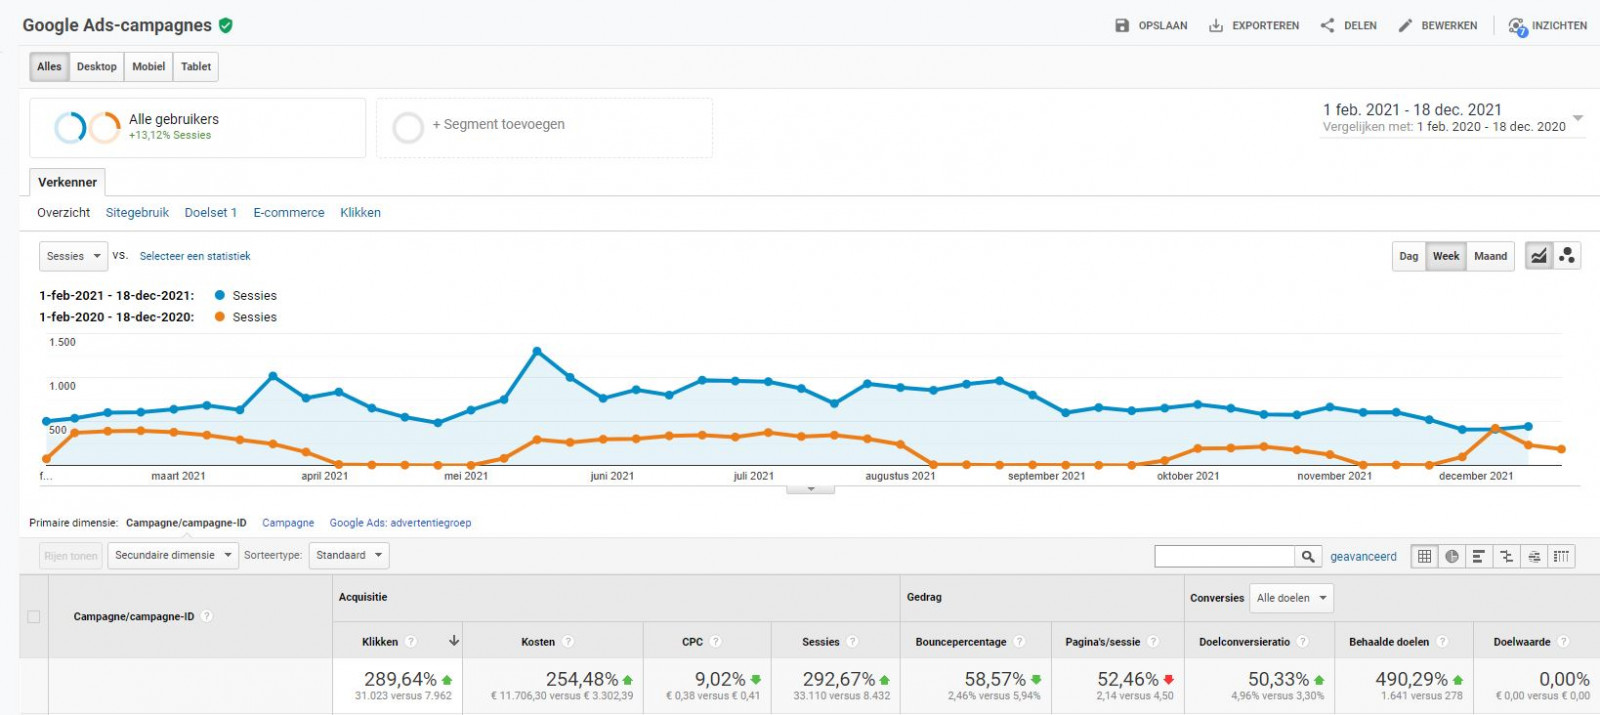 Google Ads-campagnes
OPSLAAN EXPORTEREN DELEN BEWERKEN 7 INZICHTEN
Alles Desktop Mobiel Tablet
Alle gebruikers
+13,12% Sessies
+ Segment toevoegen
1 feb. 2021 - 18 dec. 2021
Vergelijken met: 1 feb. 2020 - 18 dec. 2020
Verkenner
Overzicht Sitegebruik Doelset 1 E-commerce Klikken
Sessies vs. Selecteer een statistiek
Dag Week Maand
1-feb-2021 - 18-dec-2021: Sessies
1-feb-2020 - 18-dec-2020: Sessies
1.500
1.000
500
f... maart 2021 april 2021 mei 2021 juni 2021 juli 2021 augustus 2021 september 2021 oktober 2021 november 2021 december 2021
Primaire dimensie: Campagne/campagne-ID Campagne Google Ads: advertentiegroep
Rijen tonen Secundaire dimensie Sorteertype: Standaard geavanceerd
Campagne/campagne-ID ?
Acquisitie Gedrag Conversies Alle doelen
Klikken ? Kosten ? CPC ? Sessies ? Bouncepercentage ? Pagina's/sessie ? Doelconversieratio ? Behaalde doelen ? Doelwaarde ?
289,64% 254,48% 9,02% 292,67% 58,57% 52,46% 50,33% 490,29% 0,00%
31.023 versus 7.962 € 11.706,30 versus € 3.302,39 € 0,38 versus € 0,41 33.110 versus 8.432 2,46% versus 5,94% 2,14 versus 4,50 4,96% versus 3,30% 1.641 versus 278 € 0,00 versus € 0,00